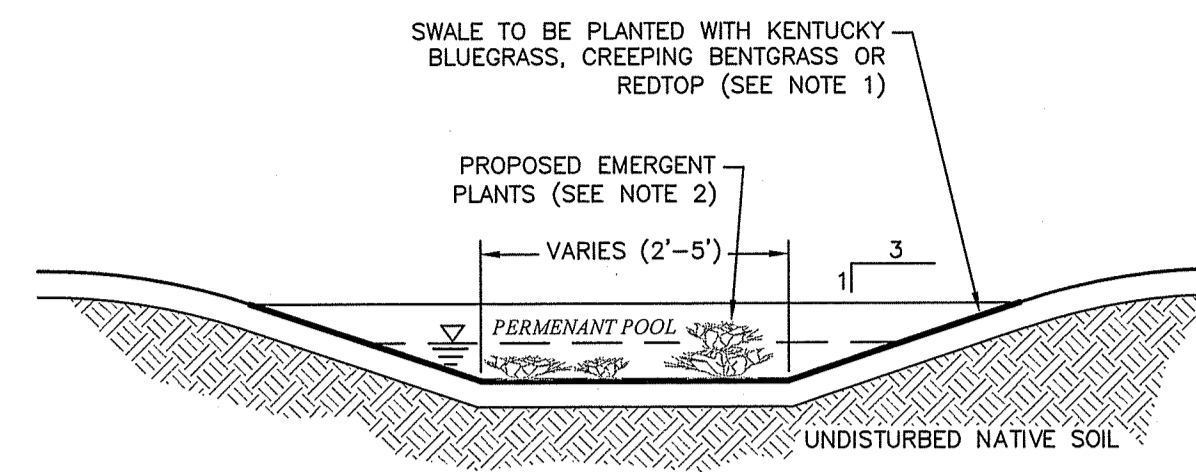 SWALE TO BE PLANTED WITH KENTUCKY
BLUEGRASS, CREEPING BENTGRASS OR
REDTOP (SEE NOTE 1)
PROPOSED EMERGENT
PLANTS (SEE NOTE 2)
VARIES (2'-5')
3
1
PERMENANT POOL
UNDISTURBED NATIVE SOIL